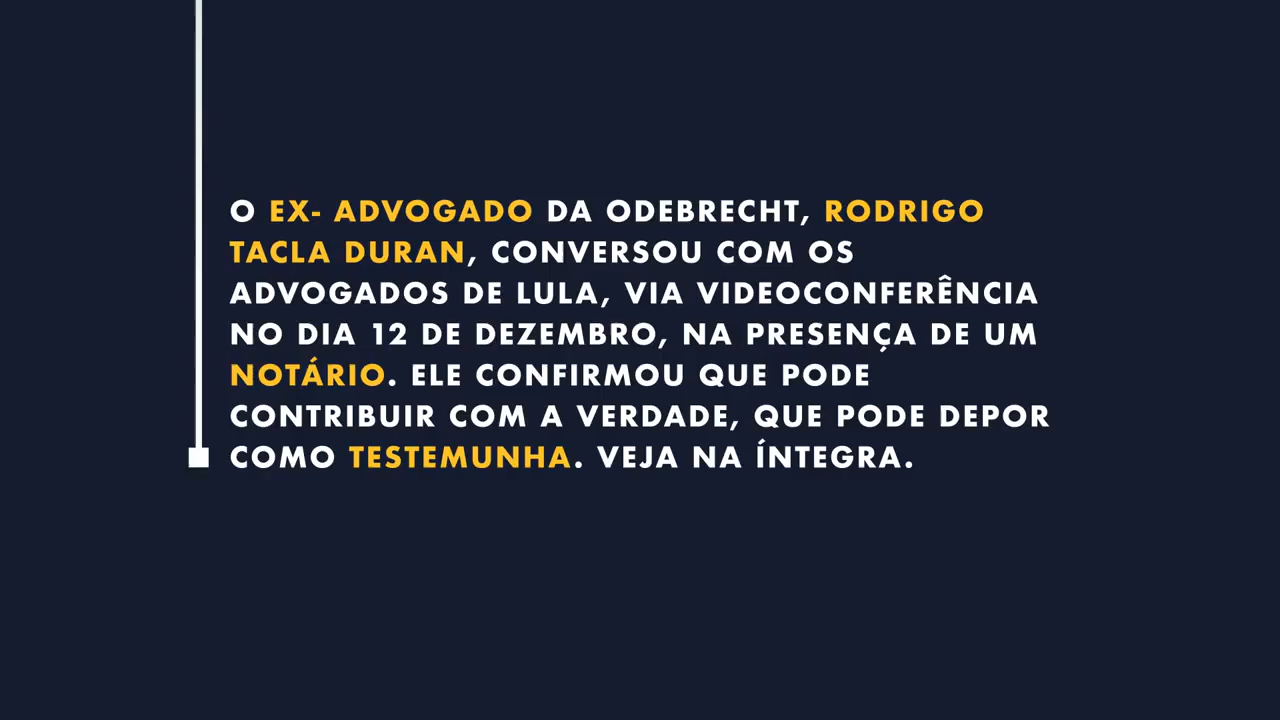 O EX- ADVOGADO DA ODEBRECHT, RODRIGO
TACLA DURAN, CONVERSOU COM OS
ADVOGADOS DE LULA, VIA VIDEOCONFERÊNCIA
NO DIA 12 DE DEZEMBRO, NA PRESENÇA DE UM
NOTÁRIO. ELE CONFIRMOU QUE PODE
CONTRIBUIR COM A VERDADE, QUE PODE DEPOR
COMO TESTEMUNHA. VEJA NA ÍNTEGRA.